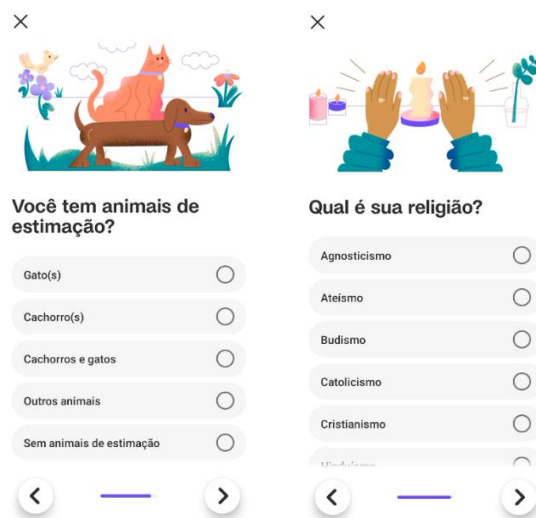 Você tem animais de
estimação?
Gato(s)
Cachorro(s)
Cachorros e gatos
Outros animais
Sem animais de estimação
Qual é sua religião?
Agnosticismo
Ateísmo
Budismo
Catolicismo
Cristianismo
Hinduísmo